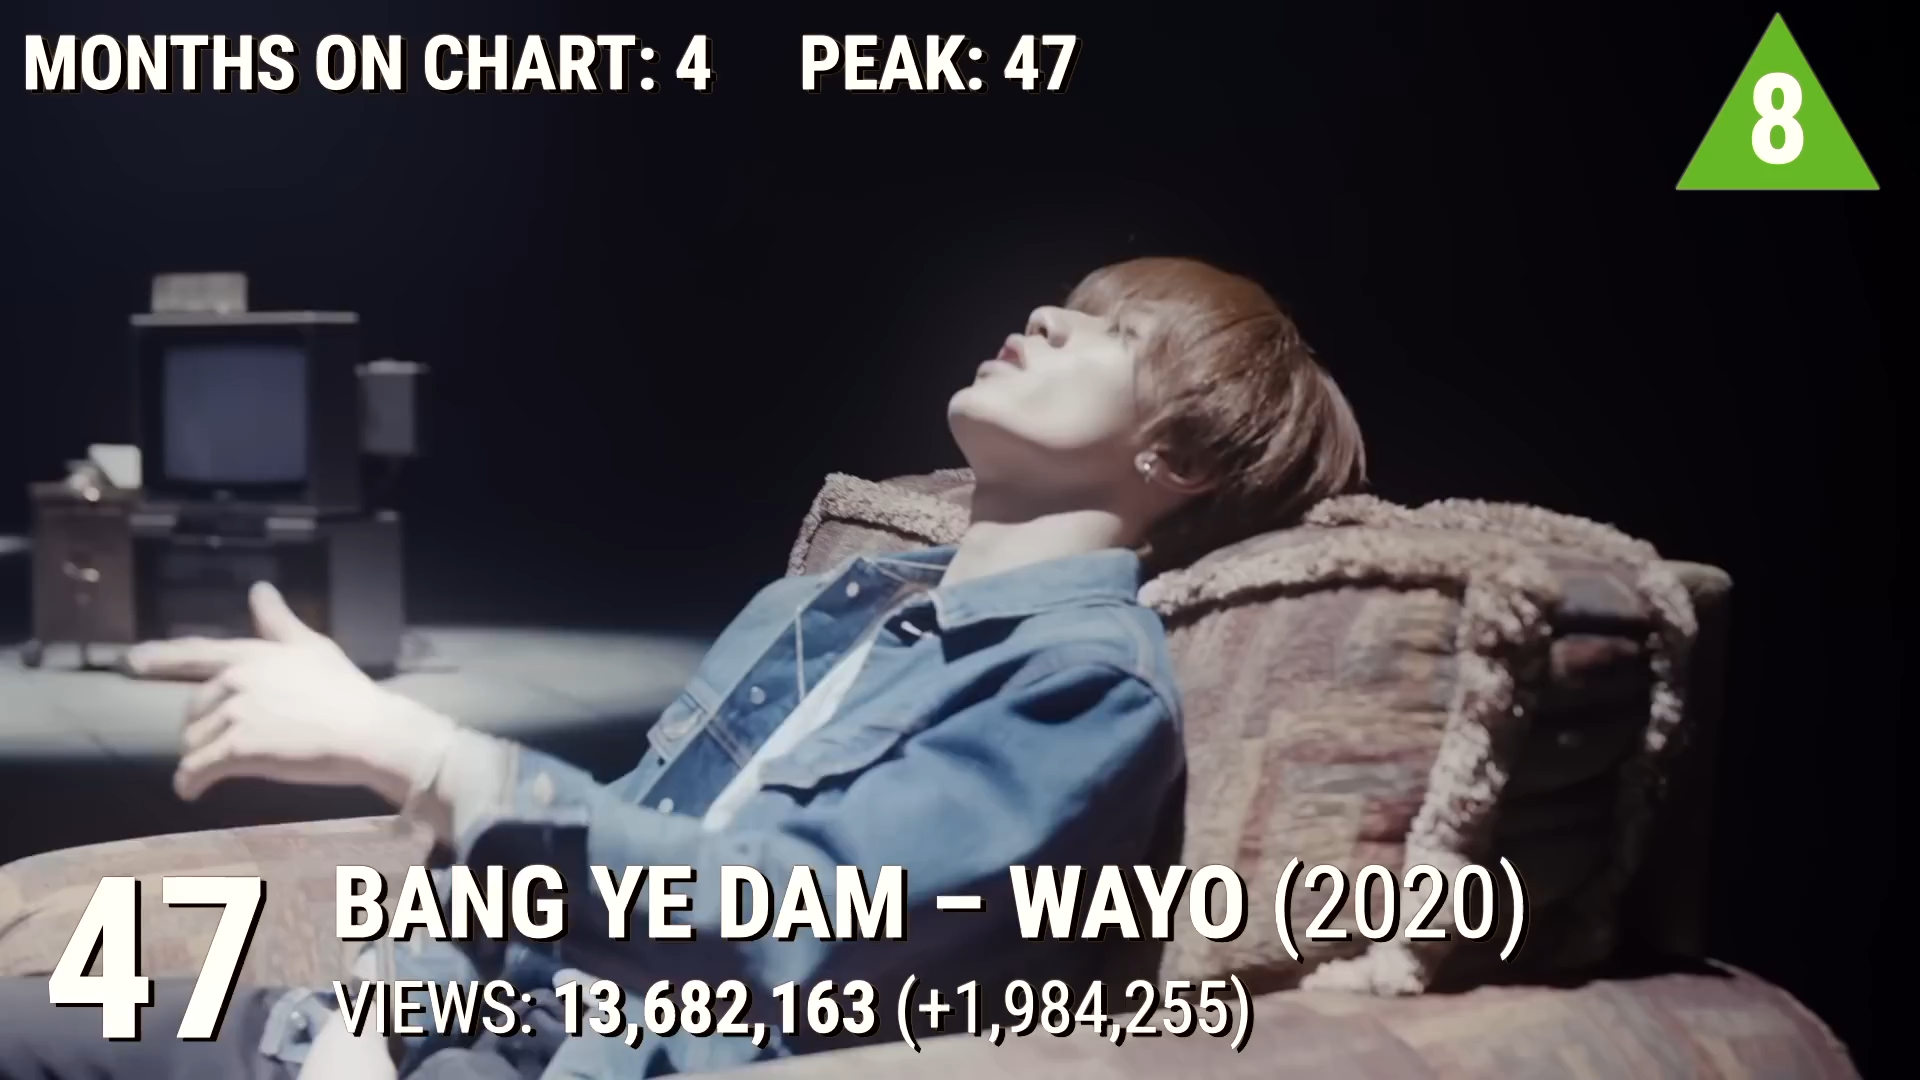 MONTHS ON CHART: 4 PEAK: 47
8
47
BANG YE DAM – WAYO (2020)
VIEWS: 13,682,163 (+1,984,255)